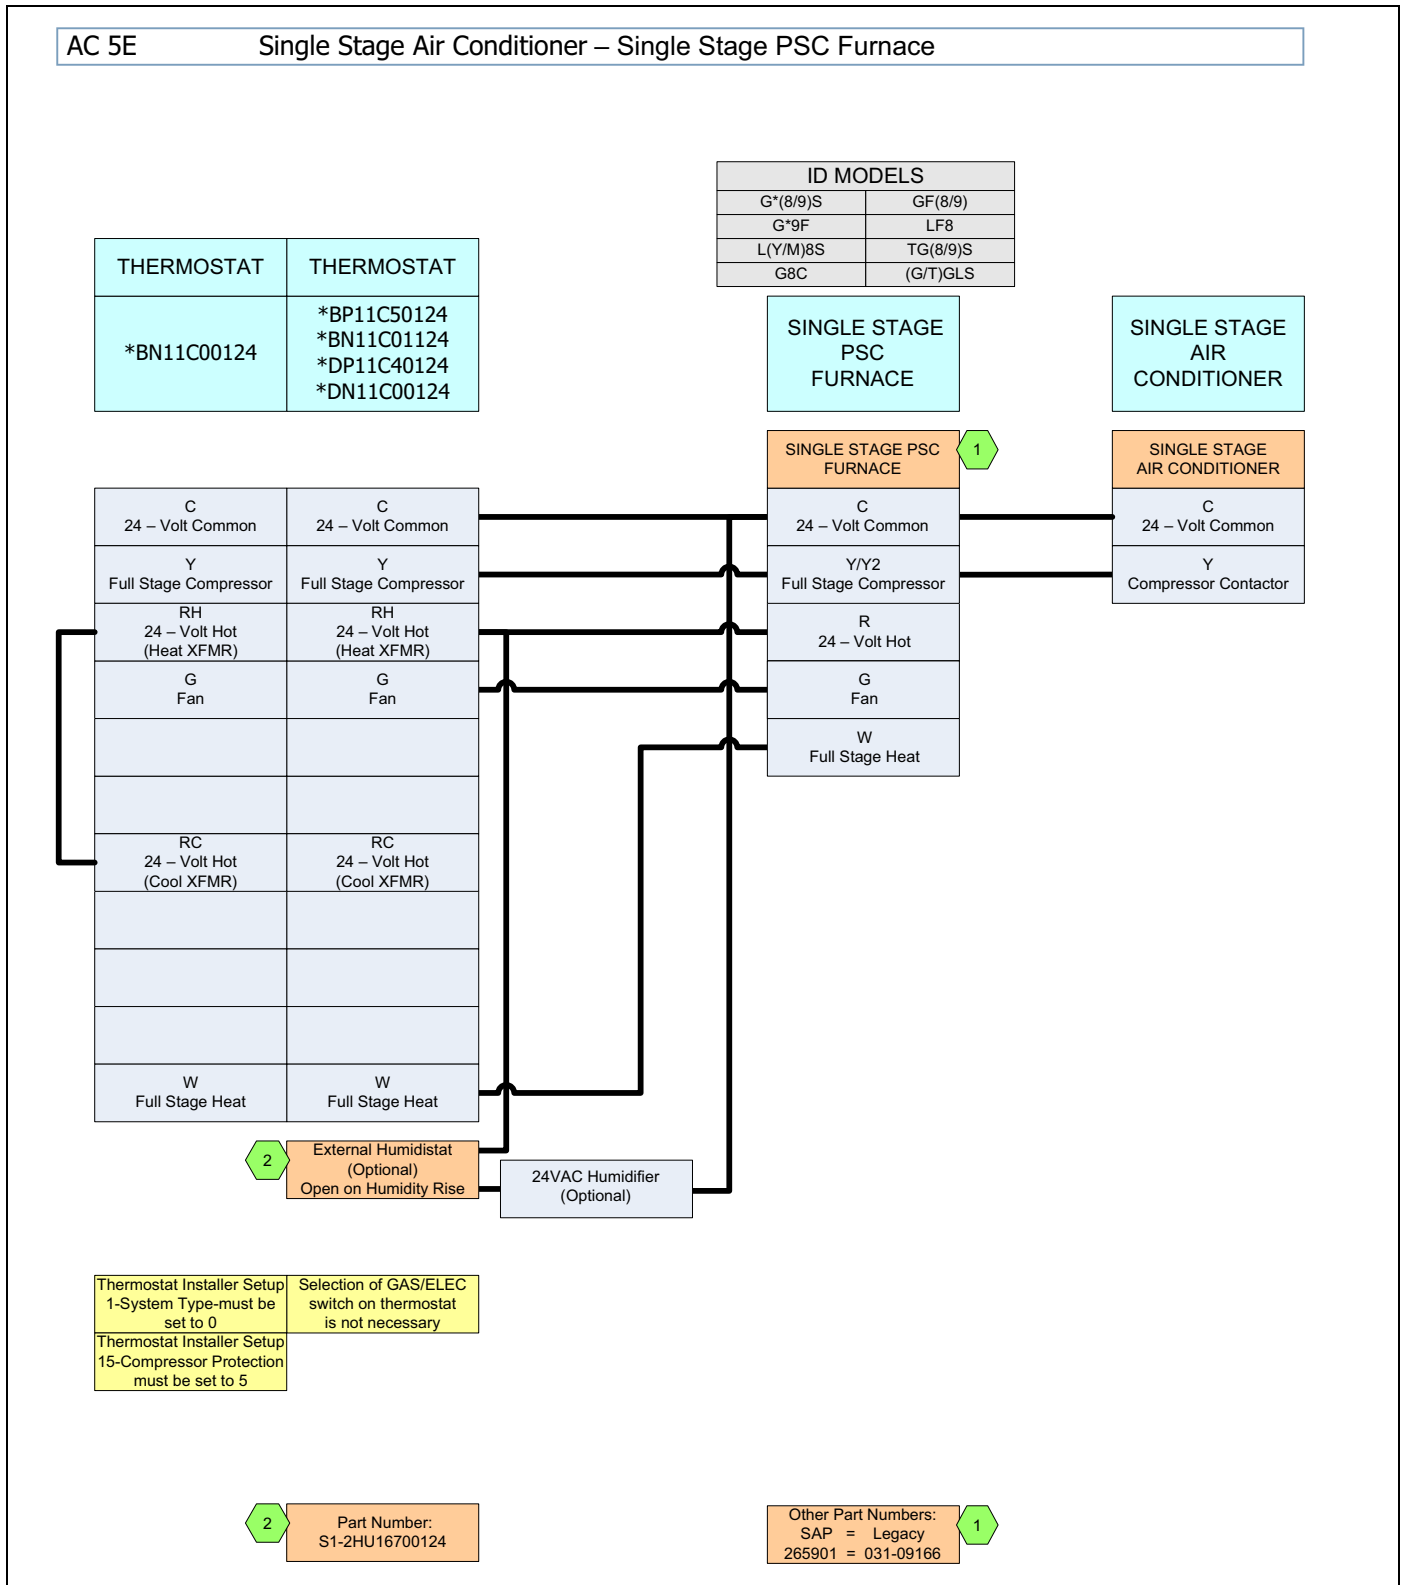 AC 5E Single Stage Air Conditioner – Single Stage PSC Furnace
ID MODELS
G*(8/9)S GF(8/9)
G*9F LF8
L(Y/M)8S TG(8/9)S
G8C (G/T)GLS
THERMOSTAT THERMOSTAT
*BN11C00124
*BP11C50124
*BN11C01124
*DP11C40124
*DN11C00124
SINGLE STAGE
PSC
FURNACE
SINGLE STAGE
AIR
CONDITIONER
SINGLE STAGE PSC
FURNACE
1
SINGLE STAGE
AIR CONDITIONER
C
24 – Volt Common
C
24 – Volt Common
C
24 – Volt Common
C
24 – Volt Common
Y
Full Stage Compressor
Y
Full Stage Compressor
Y/Y2
Full Stage Compressor
Y
Compressor Contactor
RH
24 – Volt Hot
(Heat XFMR)
RH
24 – Volt Hot
(Heat XFMR)
R
24 – Volt Hot
G
Fan
G
Fan
G
Fan
W
Full Stage Heat
RC
24 – Volt Hot
(Cool XFMR)
RC
24 – Volt Hot
(Cool XFMR)
W
Full Stage Heat
W
Full Stage Heat
2
External Humidistat
(Optional)
Open on Humidity Rise
24VAC Humidifier
(Optional)
Thermostat Installer Setup
1-System Type-must be
set to 0
Selection of GAS/ELEC
switch on thermostat
is not necessary
Thermostat Installer Setup
15-Compressor Protection
must be set to 5
2
Part Number:
S1-2HU16700124
Other Part Numbers:
SAP = Legacy
265901 = 031-09166
1